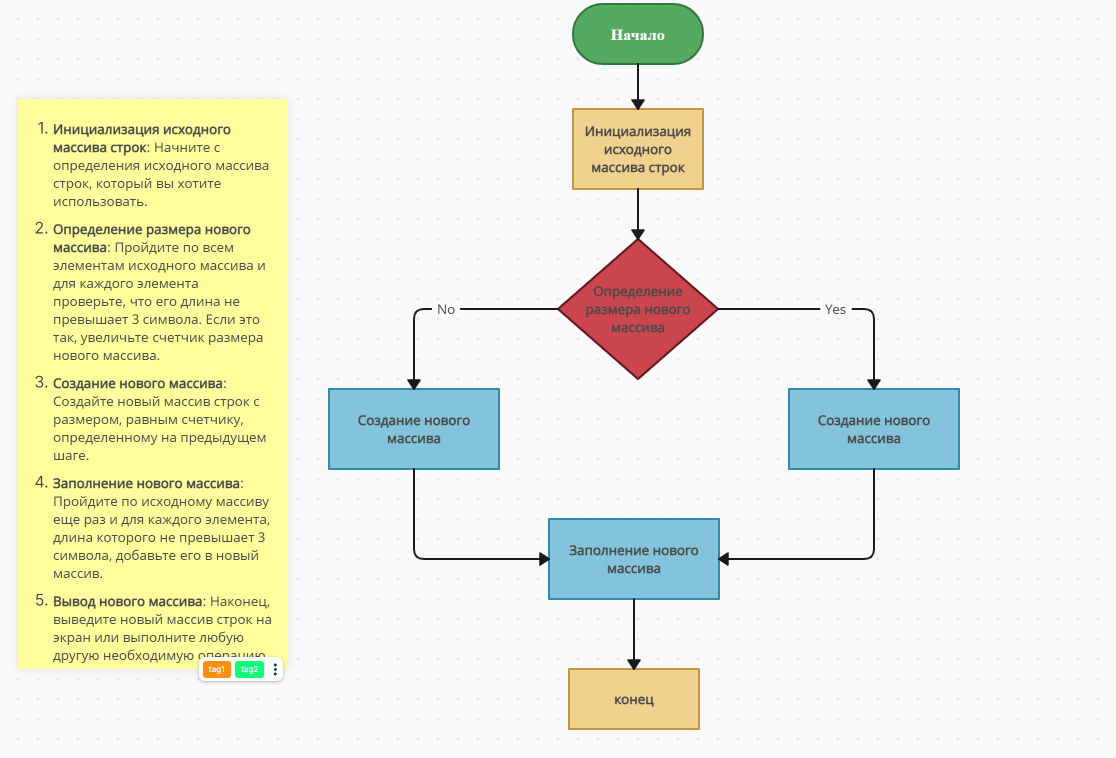 Начало
1. Инициализация исходного
массива строк: Начните с
определения исходного массива
строк, который вы хотите
использовать.
2. Определение размера нового
массива: Пройдите по всем
элементам исходного массива и
для каждого элемента
проверьте, что его длина не
превышает 3 символа. Если это
так, увеличьте счетчик размера
нового массива.
3. Создание нового массива:
Создайте новый массив строк с
размером, равным счетчику,
определенному на предыдущем
шаге.
4. Заполнение нового массива:
Пройдите по исходному массиву
еще раз и для каждого элемента,
длина которого не превышает 3
символа, добавьте его в новый
массив.
5. Вывод нового массива: Наконец,
выведите новый массив строк на
экран или выполните любую
другую необходимую операцию
tag1 tag2
Инициализация
исходного
массива строк
Определение
размера нового
массива
No
Yes
Создание нового
массива
Создание нового
массива
Заполнение нового
массива
конец